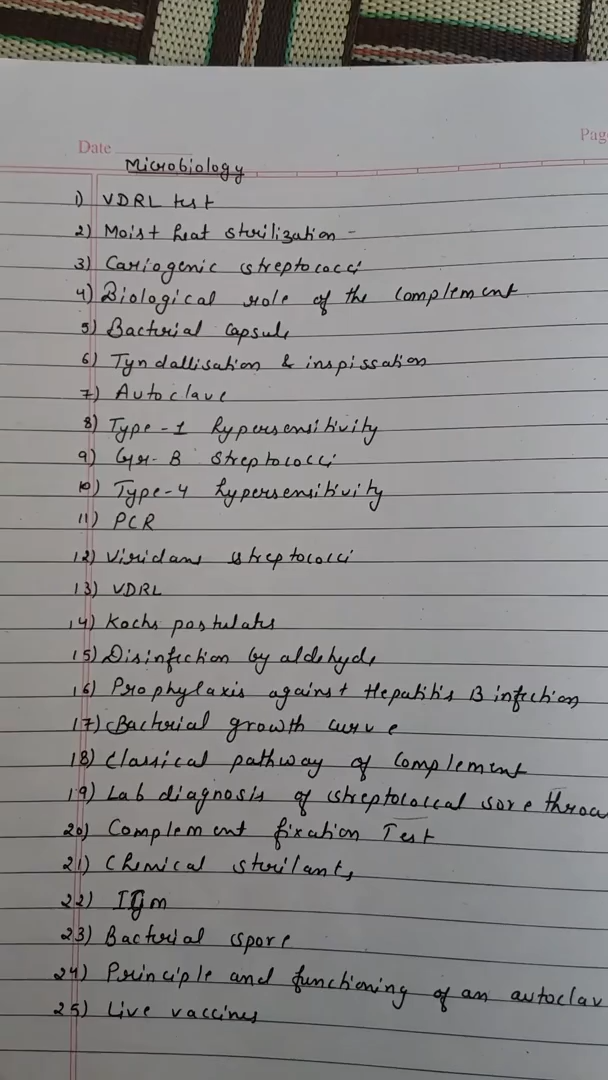 Date
Page
Microbiology
1) VDRL test
2) Moist heat sterilization -
3) Cariogenic streptococci
4) Biological role of the complement
5) Bacterial capsule
6) Tyndallisation & inspissation
7) Autoclave
8) Type-1 hypersensitivity
9) Gr-B streptococci
10) Type-4 hypersensitivity
11) PCR
12) Viridans streptococci
13) VDRL
14) Kochs postulates
15) Disinfection by aldehyde
16) Prophylaxis against Hepatitis B infection
17) Bacterial growth curve
18) Classical pathway of complement
19) Lab diagnosis of streptococcal sore throa
20) Complement fixation Test
21) Chemical sterilants
22) IgM
23) Bacterial spore
24) Principle and functioning of an autoclav
25) Live vaccines